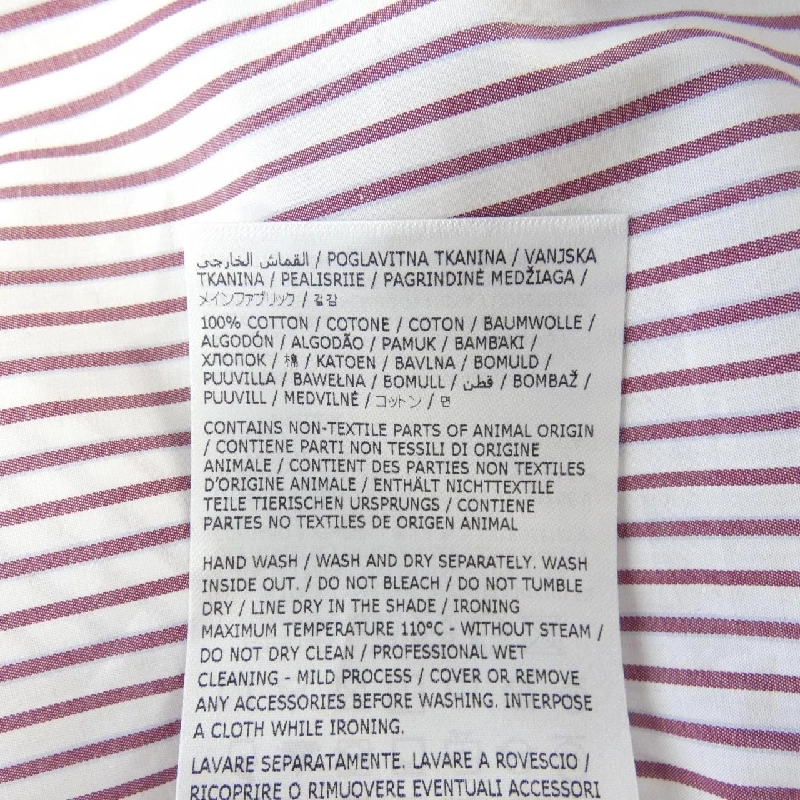 القماش الخارجي / POGLAVITNA TKANINA / VANJSKA
TKANINA / PEALISRIIE / PAGRINDINĖ MEDŽIAGA /
メインファブリック / 겉감
100% COTTON / COTONE / COTON / BAUMWOLLE /
ALGODÓN / ALGODÃO / PAMUK / BAMBAKI /
ХЛОПОК / 棉 / KATOEN / BAVLNA / BOMULD /
PUUVILLA / BAWEŁNA / BOMULL / قطن / BOMBAŽ /
PUUVILL / MEDVILNĖ / コットン / 면
CONTAINS NON-TEXTILE PARTS OF ANIMAL ORIGIN
/ CONTIENE PARTI NON TESSILI DI ORIGINE
ANIMALE / CONTIENT DES PARTIES NON TEXTILES
D'ORIGINE ANIMALE / ENTHÄLT NICHTTEXTILE
TEILE TIERISCHEN URSPRUNGS / CONTIENE
PARTES NO TEXTILES DE ORIGEN ANIMAL
HAND WASH / WASH AND DRY SEPARATELY. WASH
INSIDE OUT. / DO NOT BLEACH / DO NOT TUMBLE
DRY / LINE DRY IN THE SHADE / IRONING
MAXIMUM TEMPERATURE 110°C - WITHOUT STEAM /
DO NOT DRY CLEAN / PROFESSIONAL WET
CLEANING - MILD PROCESS / COVER OR REMOVE
ANY ACCESSORIES BEFORE WASHING. INTERPOSE
A CLOTH WHILE IRONING.
LAVARE SEPARATAMENTE. LAVARE A ROVESCIO /
RICOPRIRE O RIMUOVERE EVENTUALI ACCESSORI